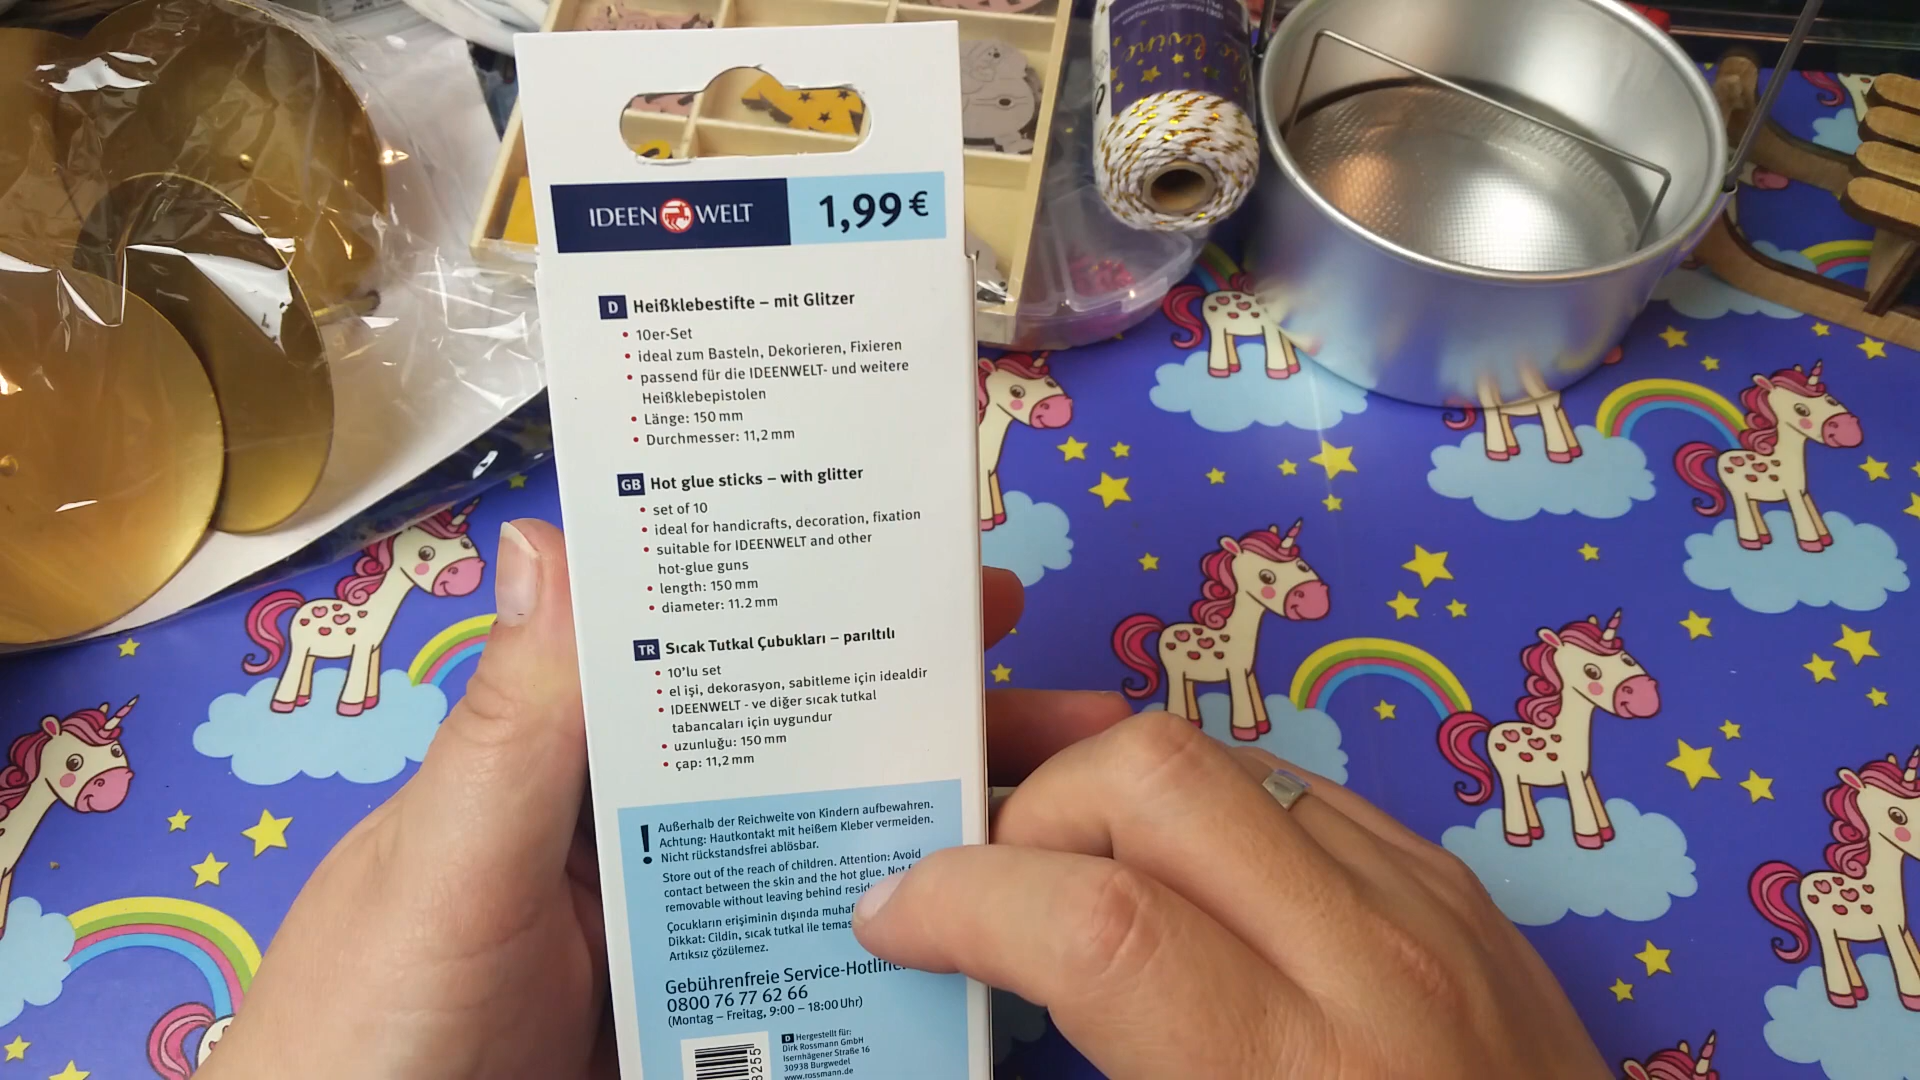 IDEEN WELT 1,99 €
D Heißklebestifte – mit Glitzer
• 10er-Set
• ideal zum Basteln, Dekorieren, Fixieren
• passend für die IDEENWELT- und weitere
Heißklebepistolen
• Länge: 150 mm
• Durchmesser: 11,2 mm
GB Hot glue sticks – with glitter
• set of 10
• ideal for handicrafts, decoration, fixation
• suitable for IDEENWELT and other
hot-glue guns
• length: 150 mm
• diameter: 11.2 mm
TR Sıcak Tutkal Çubukları – parıltılı
• 10'lu set
• el işi, dekorasyon, sabitleme için idealdir
• IDEENWELT - ve diğer sıcak tutkal
tabancaları için uygundur
• uzunluğu: 150 mm
• çap: 11,2 mm
! Außerhalb der Reichweite von Kindern aufbewahren.
Achtung: Hautkontakt mit heißem Kleber vermeiden.
Nicht rückstandsfrei ablösbar.
Store out of the reach of children. Attention: Avoid
contact between the skin and the hot glue. Not
removable without leaving behind
Çocukların erişiminin dışında
Dikkat: Cildin, sıcak tutkal ile
Artıksız çözülemez.
Gebührenfreie Service-Hotline:
0800 76 77 62 66
(Montag – Freitag, 9:00 – 18:00 Uhr)
D Hergestellt für:
Dirk Rossmann GmbH
Isernhägener Straße 16
30938 Burgwedel
www.rossmann.de